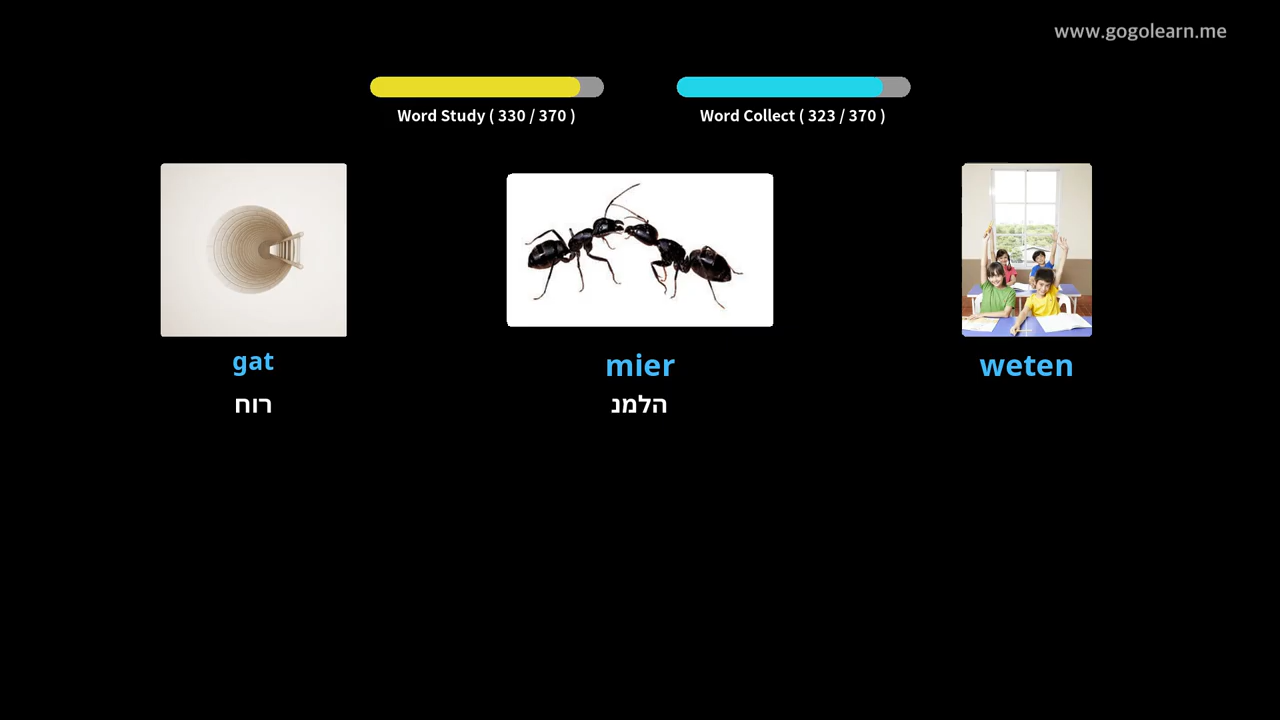 www.gogolearn.me
Word Study ( 330 / 370 )
Word Collect ( 323 / 370 )
gat
mier
weten
רוח
הלמנ